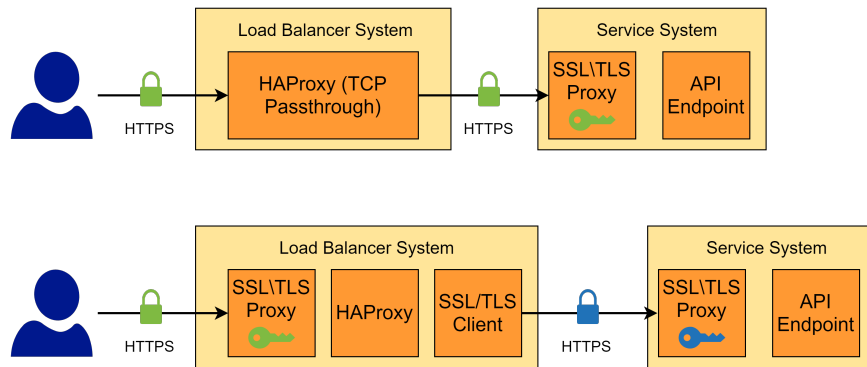 Load Balancer System
Service System
HAProxy (TCP
Passthrough)
SSL\TLS
Proxy
API
Endpoint
HTTPS
HTTPS
Load Balancer System
Service System
SSL\TLS
Proxy
HAProxy
SSL/TLS
Client
SSL\TLS
Proxy
API
Endpoint
HTTPS
HTTPS